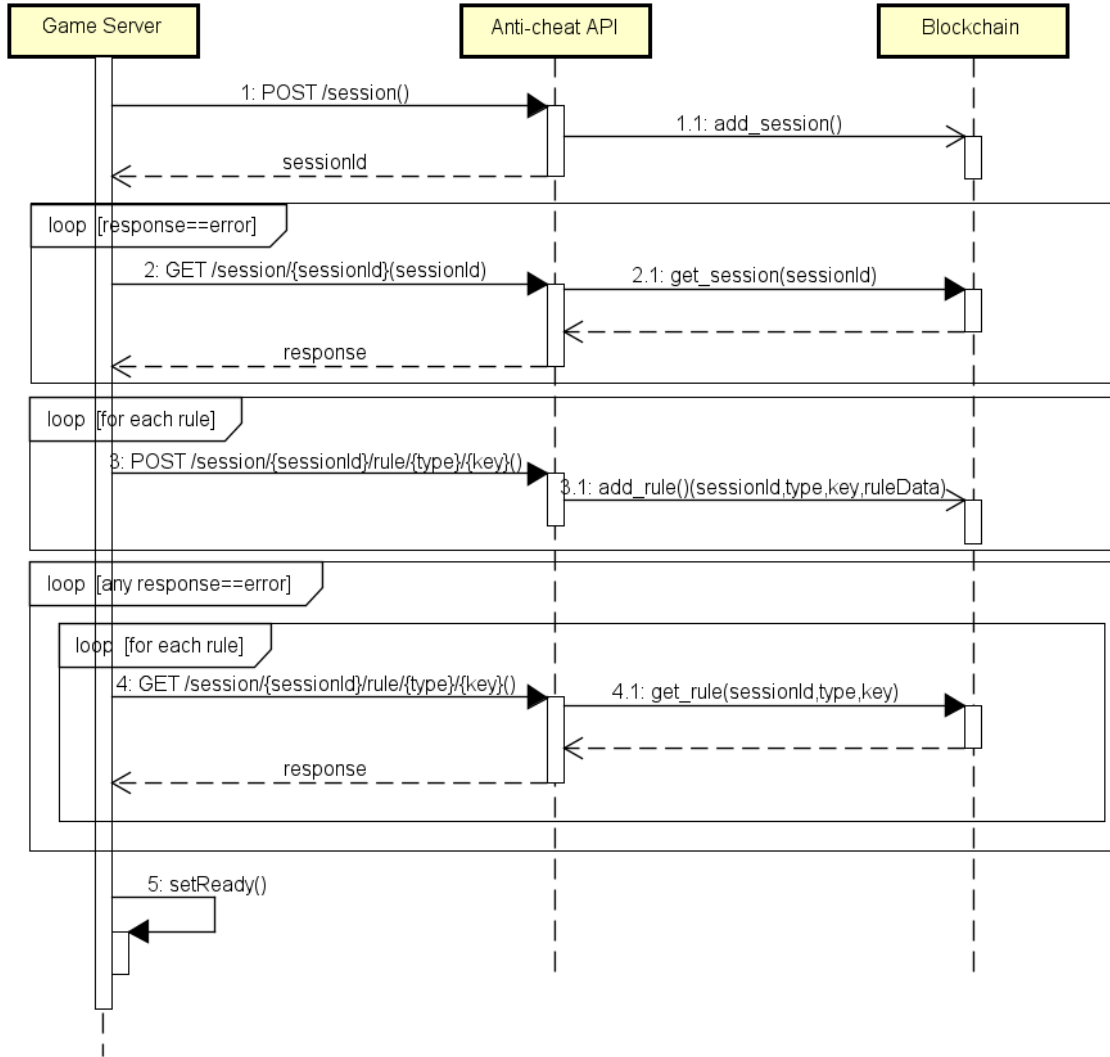 Game Server
Anti-cheat API
Blockchain
1: POST /session()
1.1: add_session()
sessionId
loop [response==error]
2: GET /session/{sessionId}(sessionId)
2.1: get_session(sessionId)
response
loop [for each rule]
3: POST /session/{sessionId}/rule/{type}/{key}()
3.1: add_rule()(sessionId,type,key,ruleData)
loop [any response==error]
loop [for each rule]
4: GET /session/{sessionId}/rule/{type}/{key}()
4.1: get_rule(sessionId,type,key)
response
5: setReady()